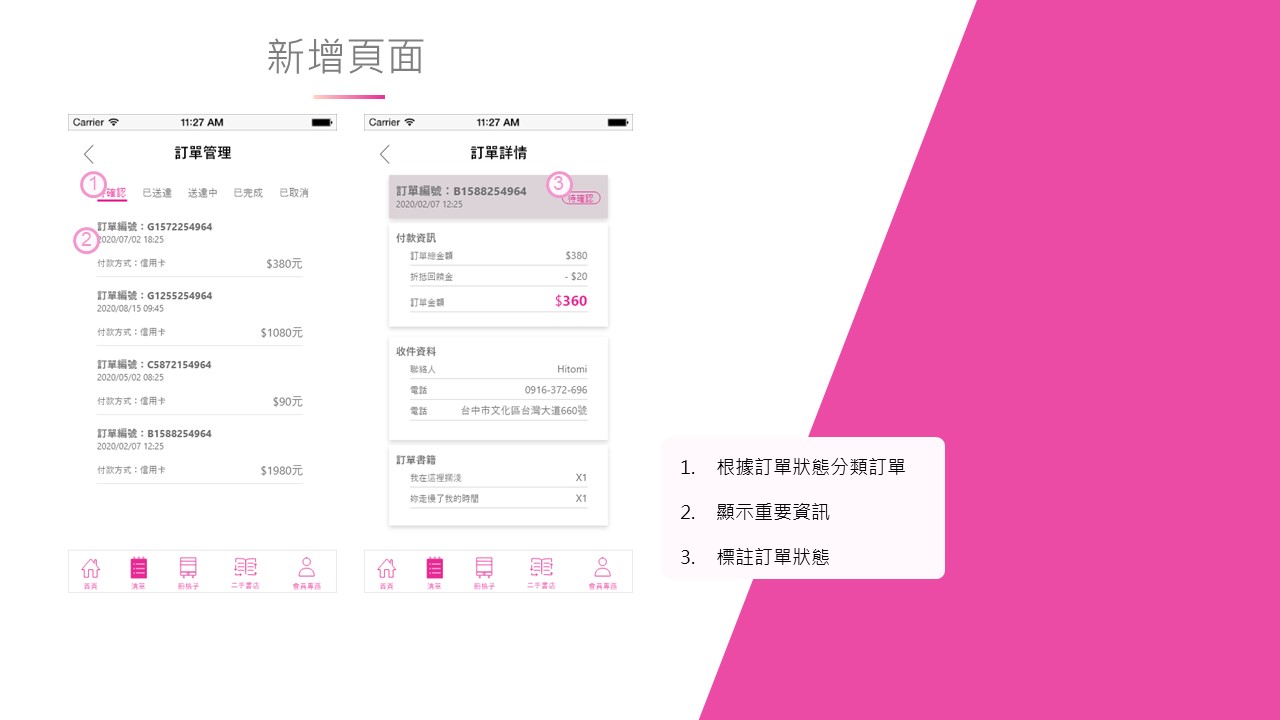 新增頁面
Carrier 11:27 AM
訂單管理
1
待確認 已送達 送達中 已完成 已取消
2
訂單編號：G1572254964
2020/07/02 18:25
付款方式：信用卡 $380元
訂單編號：G1255254964
2020/08/15 09:45
付款方式：信用卡 $1080元
訂單編號：C5872154964
2020/05/02 08:25
付款方式：信用卡 $90元
訂單編號：B1588254964
2020/02/07 12:25
付款方式：信用卡 $1980元
首頁 清單 二手書店 會員專區
Carrier 11:27 AM
訂單詳情
3
訂單編號：B1588254964
2020/02/07 12:25
待確認
付款資訊
訂單總金額 $380
折抵回饋金 - $20
訂單金額 $360
收件資料
聯絡人 Hitomi
電話 0916-372-696
電話 台中市文化區台灣大道660號
訂單書籍
我在這裡擱淺 X1
妳走慢了我的時間 X1
首頁 清單 二手書店 會員專區
1. 根據訂單狀態分類訂單
2. 顯示重要資訊
3. 標註訂單狀態